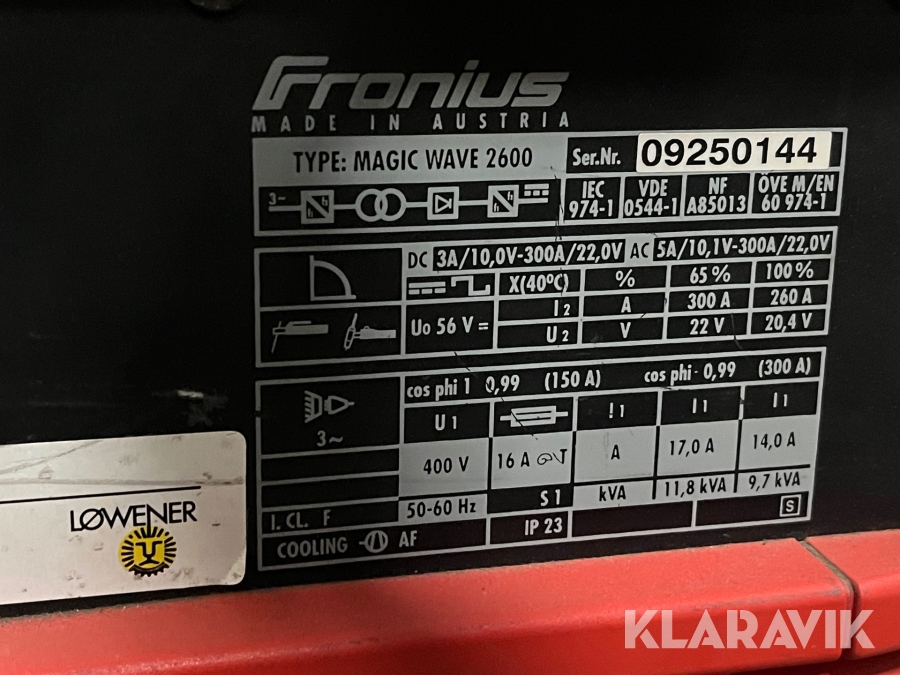 Fronius
MADE IN AUSTRIA
TYPE: MAGIC WAVE 2600 Ser.Nr. 09250144
3~ IEC 974-1 VDE 0544-1 NF A85013 ÖVE M/EN 60 974-1
DC 3A/10,0V-300A/22,0V AC 5A/10,1V-300A/22,0V
X(40ºC) % 65% 100%
Uo 56 V= I2 A 300 A 260 A
U2 V 22 V 20,4 V
cos phi 1 0,99 (150 A) cos phi- 0,99 (300 A)
3~ U1 !1 I1 I1
400 V 16 A A 17,0 A 14,0 A
50-60 Hz S1 kVA 11,8 kVA 9,7 kVA
I. CL. F
COOLING AF IP 23 S
LØWENER
KLARAVIK